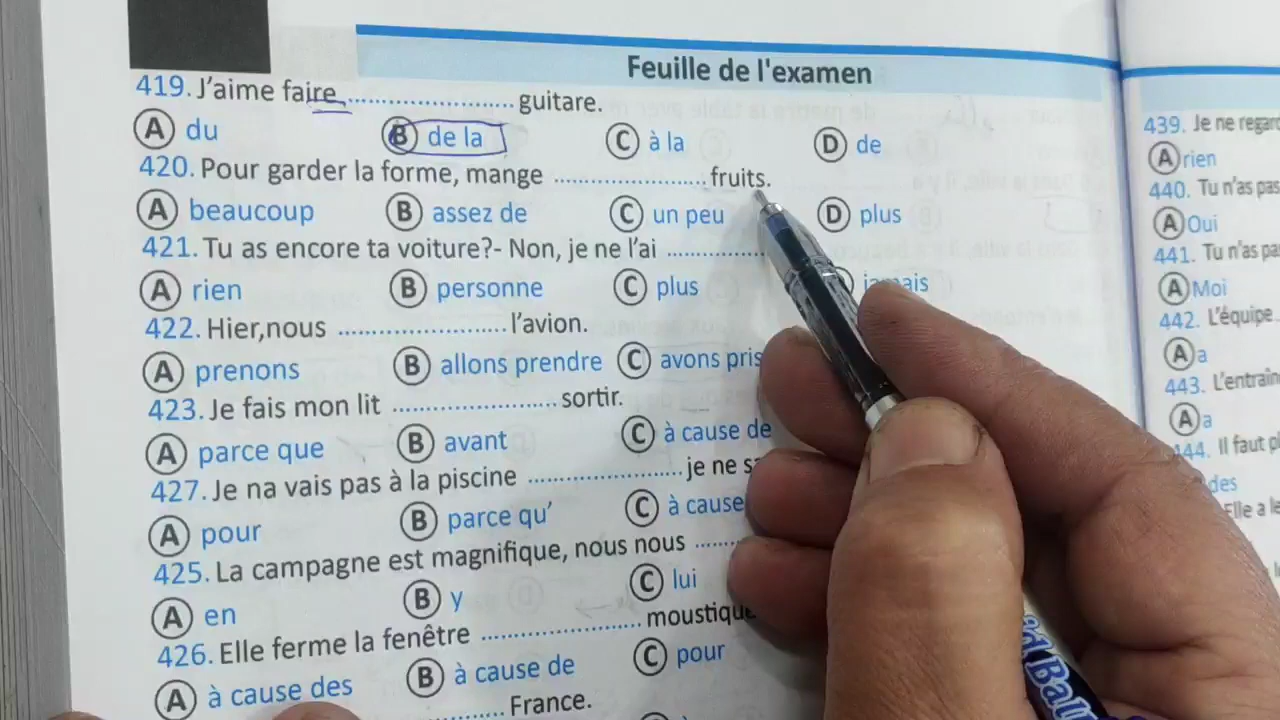 Feuille de l'examen
419. J'aime faire ........................ guitare.
A du B de la C à la D de
420. Pour garder la forme, mange ...................... fruits.
A beaucoup B assez de C un peu D plus
421. Tu as encore ta voiture?- Non, je ne l'ai ..............
A rien B personne C plus D jamais
422. Hier,nous ........................ l'avion.
A prenons B allons prendre C avons pris
423. Je fais mon lit ........................ sortir.
A parce que B avant C à cause de
427. Je na vais pas à la piscine ...................... je ne
A pour B parce qu' C à cause
425. La campagne est magnifique, nous nous ........
A en B y C lui
426. Elle ferme la fenêtre ...................... moustique
A à cause des B à cause de C pour
France.
439. Je ne
A rien
440. Tu n'as pas
A Oui
441. Tu n'as
A Moi
442. L'équipe
A a
443.
A a
444. Il faut
des
Elle a